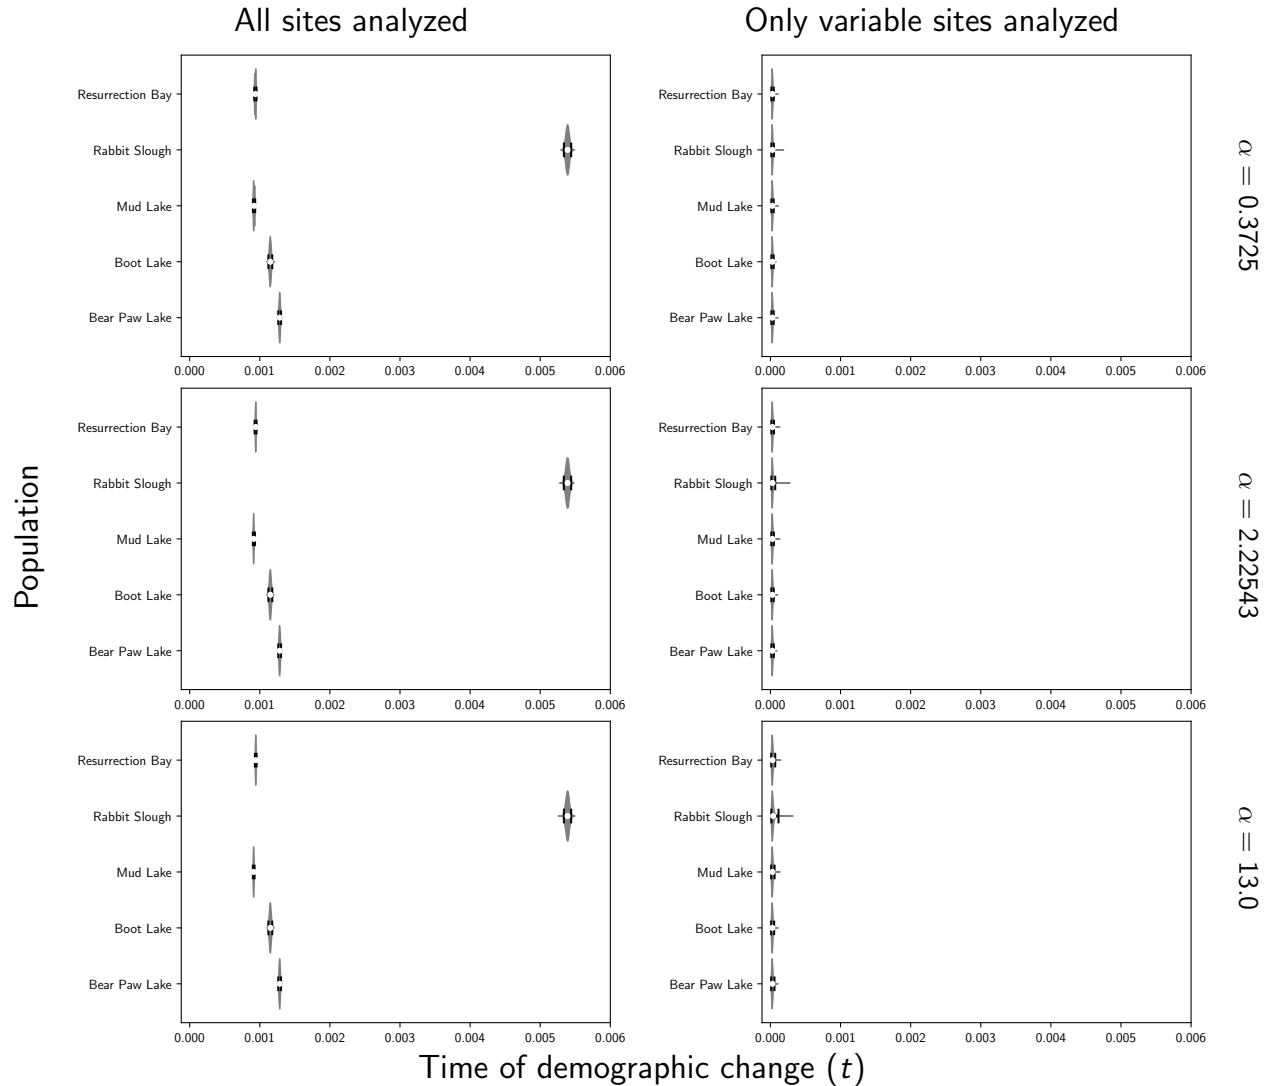 All sites analyzed
Only variable sites analyzed
Resurrection Bay
Rabbit Slough
Mud Lake
Boot Lake
Bear Paw Lake
0.000 0.001 0.002 0.003 0.004 0.005 0.006
Resurrection Bay
Rabbit Slough
Mud Lake
Boot Lake
Bear Paw Lake
0.000 0.001 0.002 0.003 0.004 0.005 0.006
α = 0.3725
Resurrection Bay
Rabbit Slough
Mud Lake
Boot Lake
Bear Paw Lake
0.000 0.001 0.002 0.003 0.004 0.005 0.006
Resurrection Bay
Rabbit Slough
Mud Lake
Boot Lake
Bear Paw Lake
0.000 0.001 0.002 0.003 0.004 0.005 0.006
α = 2.22543
Population
Resurrection Bay
Rabbit Slough
Mud Lake
Boot Lake
Bear Paw Lake
0.000 0.001 0.002 0.003 0.004 0.005 0.006
Resurrection Bay
Rabbit Slough
Mud Lake
Boot Lake
Bear Paw Lake
0.000 0.001 0.002 0.003 0.004 0.005 0.006
α = 13.0
Time of demographic change (t)